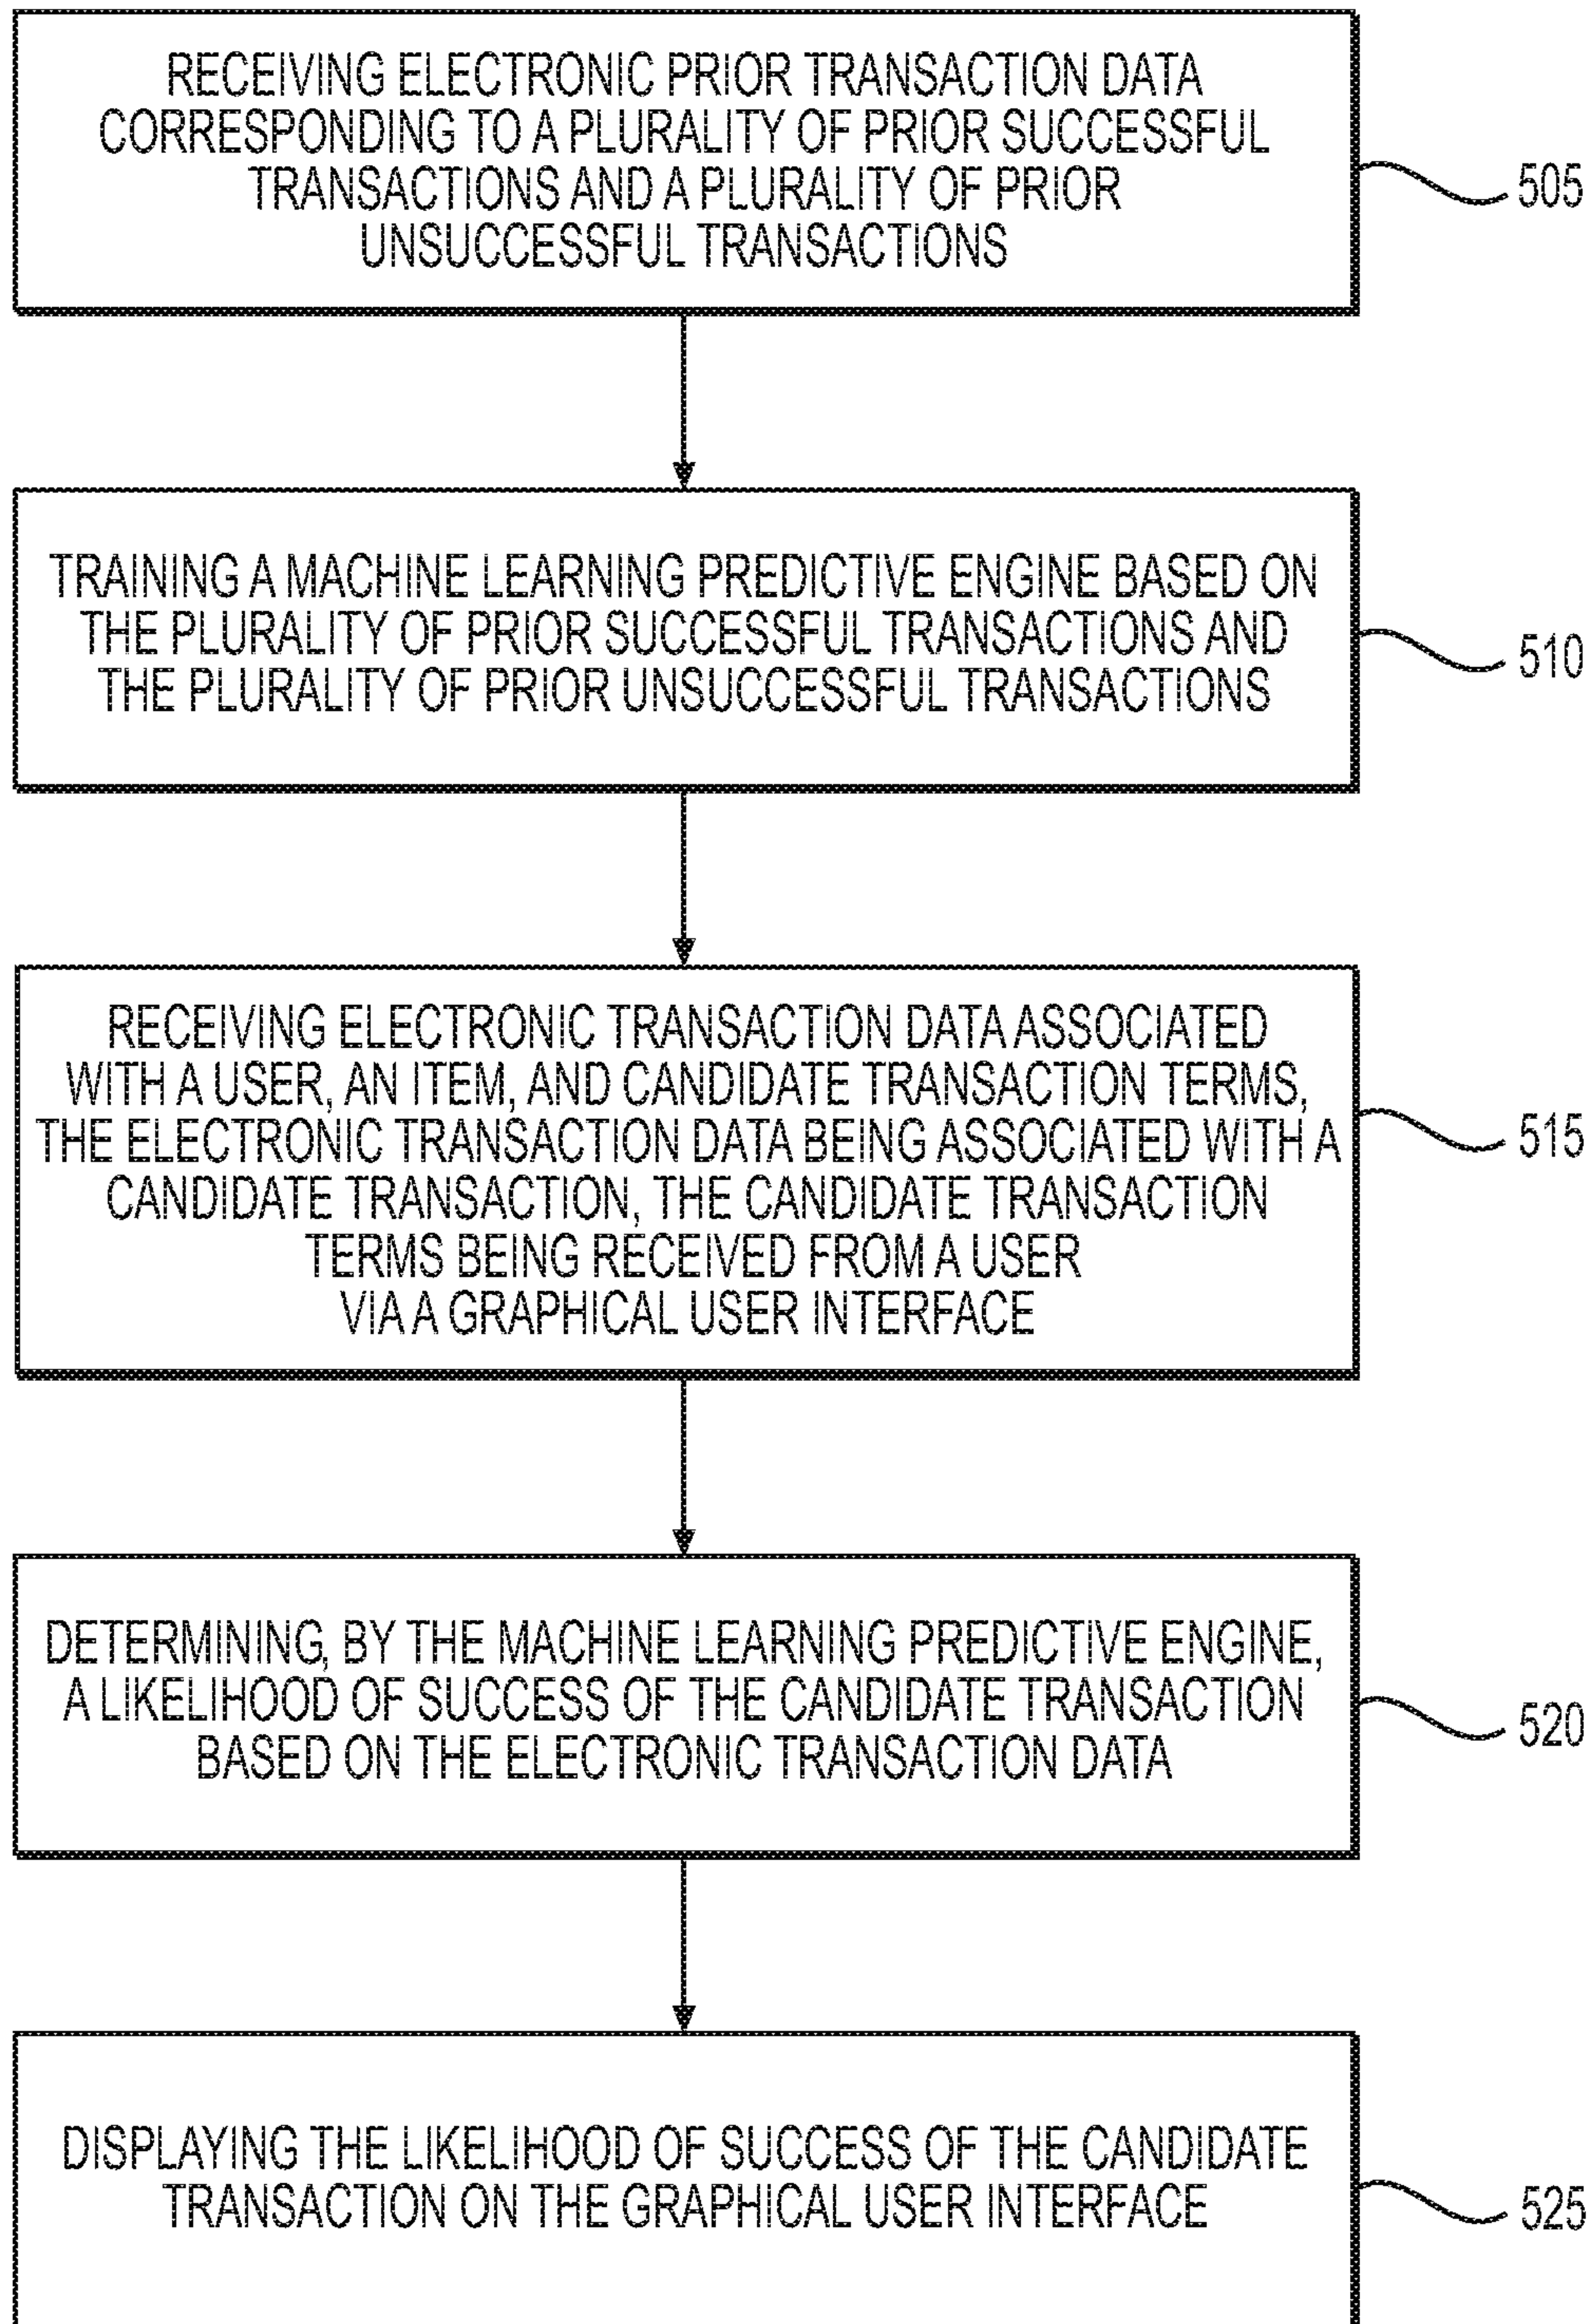 RECEIVING ELECTRONIC PRIOR TRANSACTION DATA
CORRESPONDING TO A PLURALITY OF PRIOR SUCCESSFUL
TRANSACTIONS AND A PLURALITY OF PRIOR
UNSUCCESSFUL TRANSACTIONS
505
TRAINING A MACHINE LEARNING PREDICTIVE ENGINE BASED ON
THE PLURALITY OF PRIOR SUCCESSFUL TRANSACTIONS AND
THE PLURALITY OF PRIOR UNSUCCESSFUL TRANSACTIONS
510
RECEIVING ELECTRONIC TRANSACTION DATA ASSOCIATED
WITH A USER, AN ITEM, AND CANDIDATE TRANSACTION TERMS,
THE ELECTRONIC TRANSACTION DATA BEING ASSOCIATED WITH A
CANDIDATE TRANSACTION, THE CANDIDATE TRANSACTION
TERMS BEING RECEIVED FROM A USER
VIA A GRAPHICAL USER INTERFACE
515
DETERMINING, BY THE MACHINE LEARNING PREDICTIVE ENGINE,
A LIKELIHOOD OF SUCCESS OF THE CANDIDATE TRANSACTION
BASED ON THE ELECTRONIC TRANSACTION DATA
520
DISPLAYING THE LIKELIHOOD OF SUCCESS OF THE CANDIDATE
TRANSACTION ON THE GRAPHICAL USER INTERFACE
525